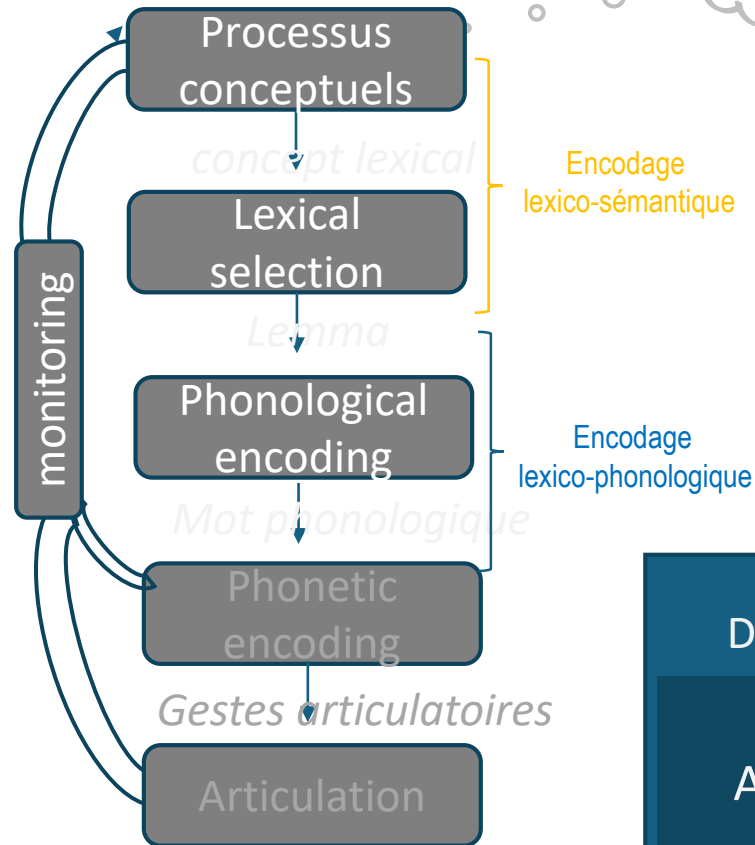 Processus
conceptuels
concept lexical
Encodage
lexico-sémantique
Lexical
selection
Lemma
monitoring
Phonological
encoding
Encodage
lexico-phonologique
Mot phonologique
Phonetic
encoding
D
Gestes articulatoires
A
Articulation